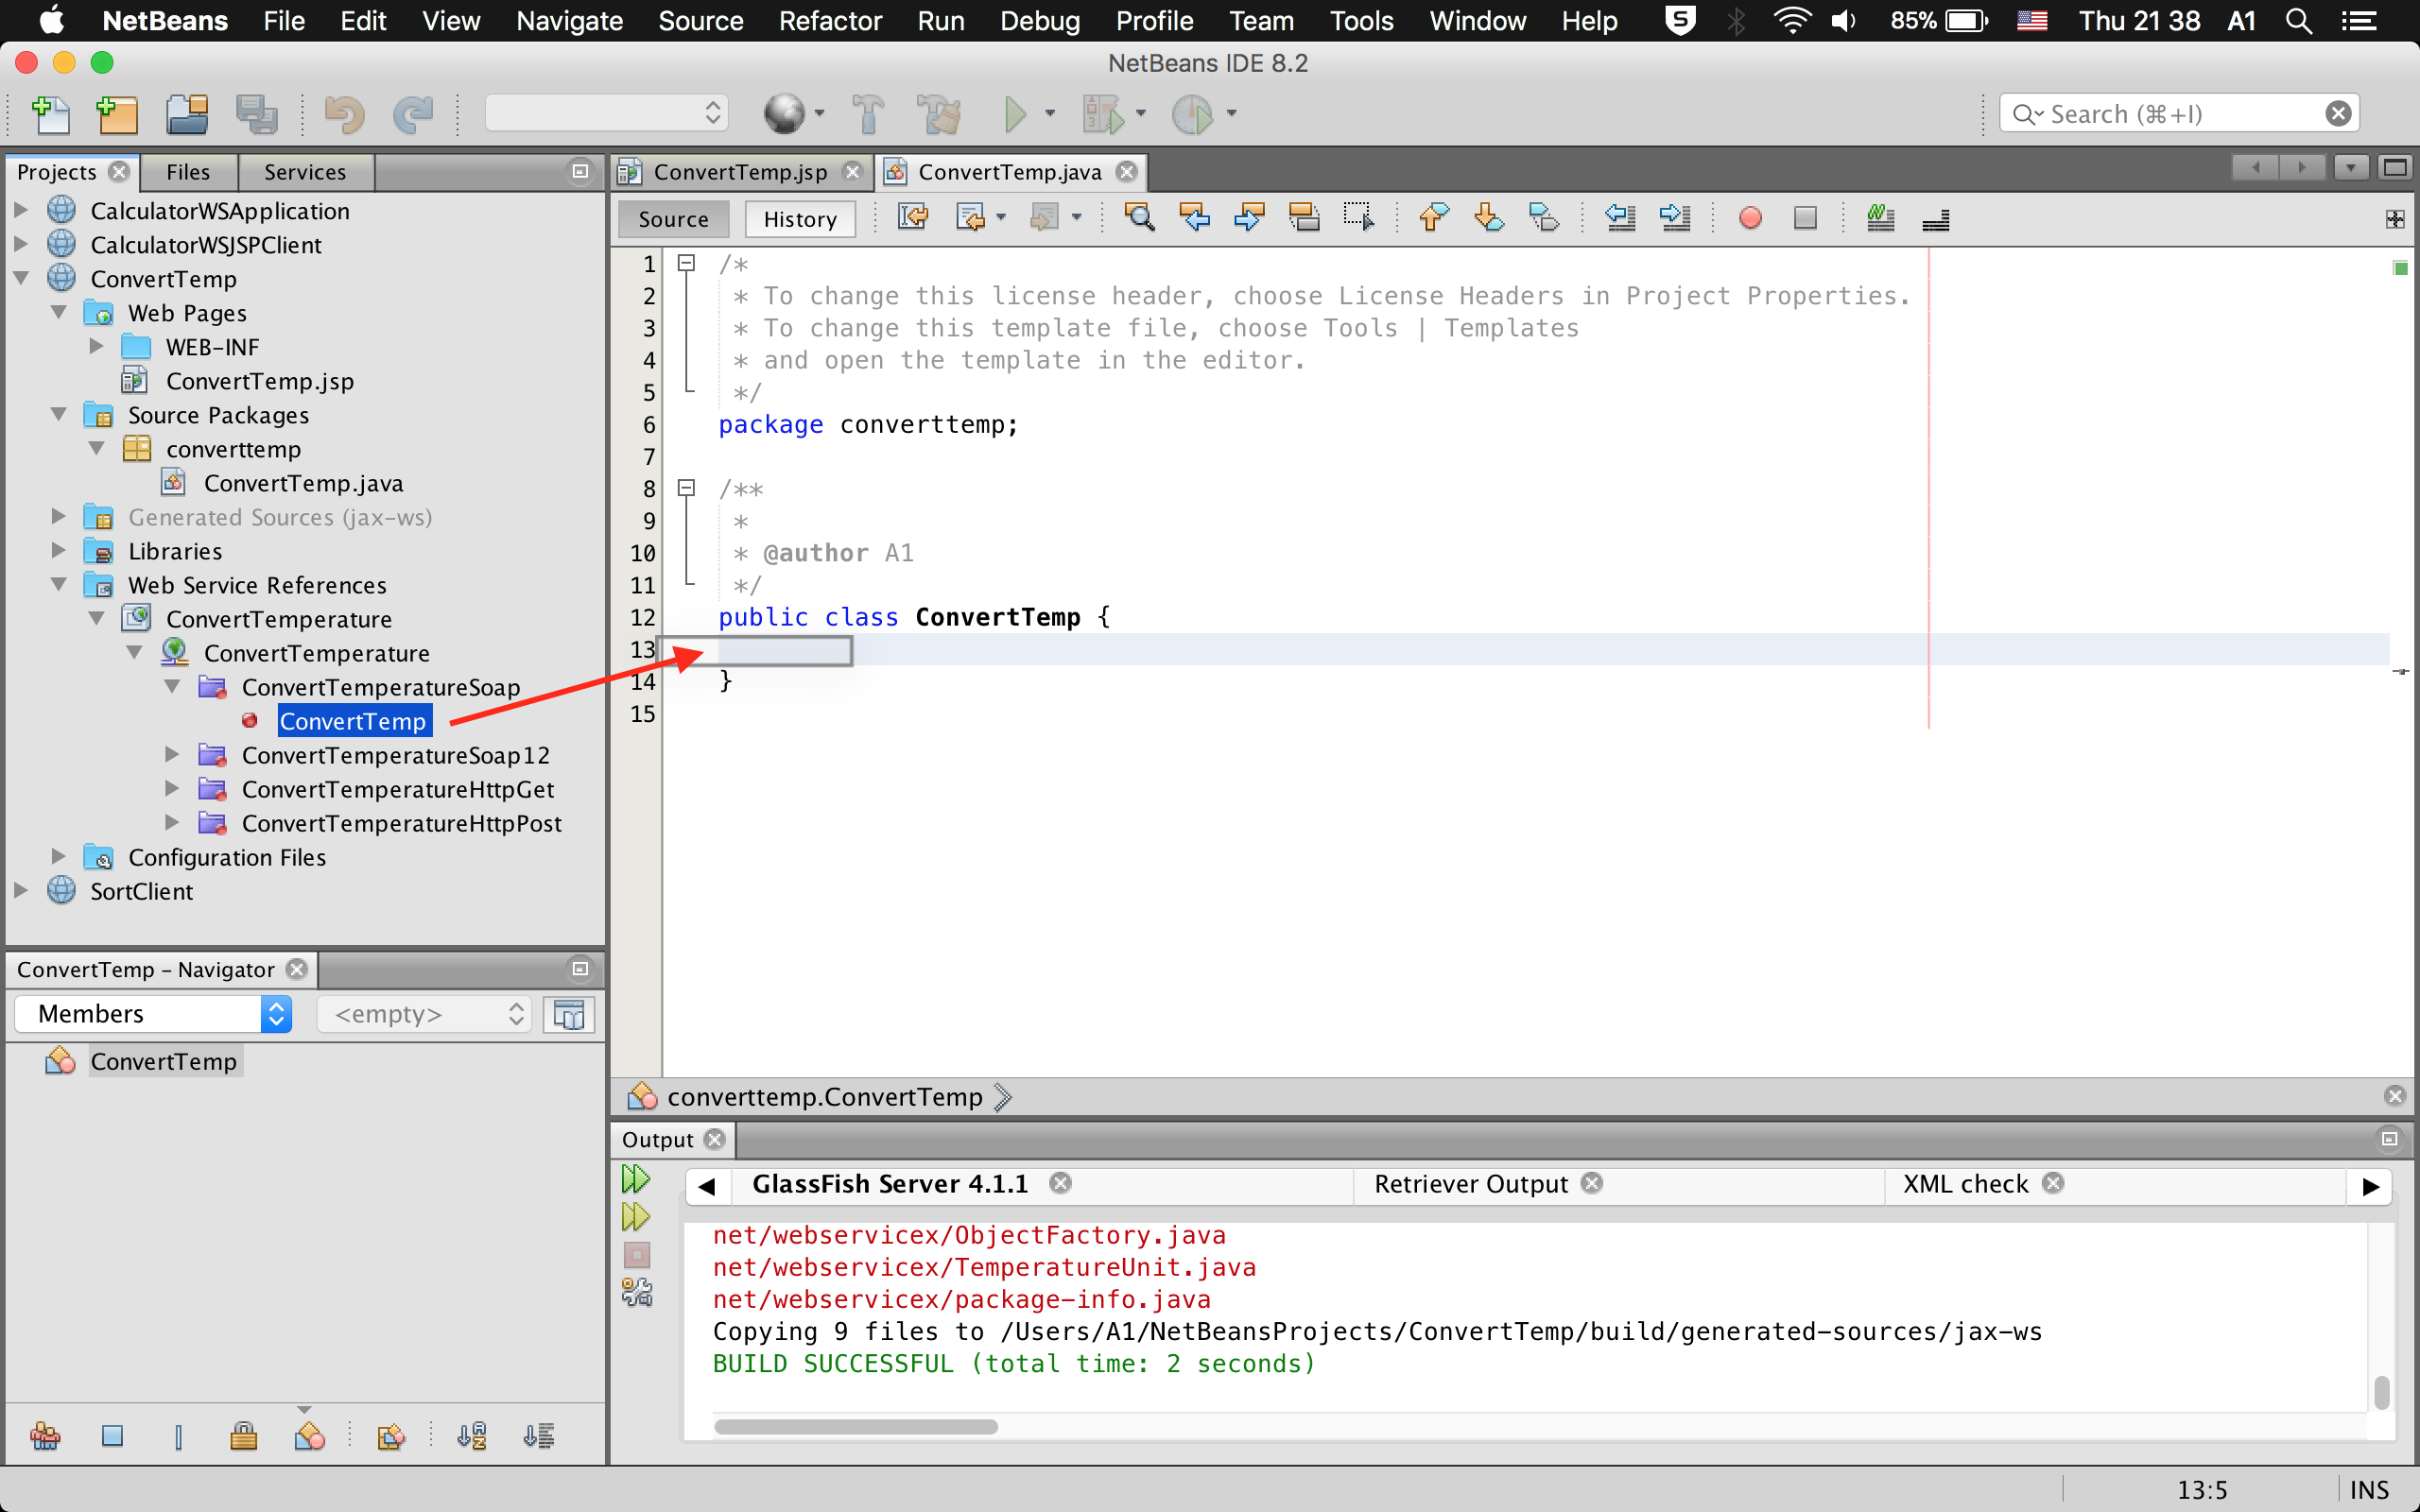 NetBeans File Edit View Navigate Source Refactor Run Debug Profile Team Tools Window Help S 85% Thu 21 38 A1
NetBeans IDE 8.2
Search (⌘+I)
Projects Files Services
CalculatorWSApplication
CalculatorWSJSPClient
ConvertTemp
Web Pages
WEB-INF
ConvertTemp.jsp
Source Packages
converttemp
ConvertTemp.java
Generated Sources (jax-ws)
Libraries
Web Service References
ConvertTemperature
ConvertTemperature
ConvertTemperatureSoap
ConvertTemp
ConvertTemperatureSoap12
ConvertTemperatureHttpGet
ConvertTemperatureHttpPost
Configuration Files
SortClient
ConvertTemp - Navigator
Members <empty>
ConvertTemp
ConvertTemp.jsp ConvertTemp.java
Source History
1 /*
2 * To change this license header, choose License Headers in Project Properties.
3 * To change this template file, choose Tools | Templates
4 * and open the template in the editor.
5 */
6 package converttemp;
7
8 /**
9 *
10 * @author A1
11 */
12 public class ConvertTemp {
13
14 }
15
converttemp.ConvertTemp
Output
GlassFish Server 4.1.1 Retriever Output XML check
net/webservicex/ObjectFactory.java
net/webservicex/TemperatureUnit.java
net/webservicex/package-info.java
Copying 9 files to /Users/A1/NetBeansProjects/ConvertTemp/build/generated-sources/jax-ws
BUILD SUCCESSFUL (total time: 2 seconds)
13:5 INS